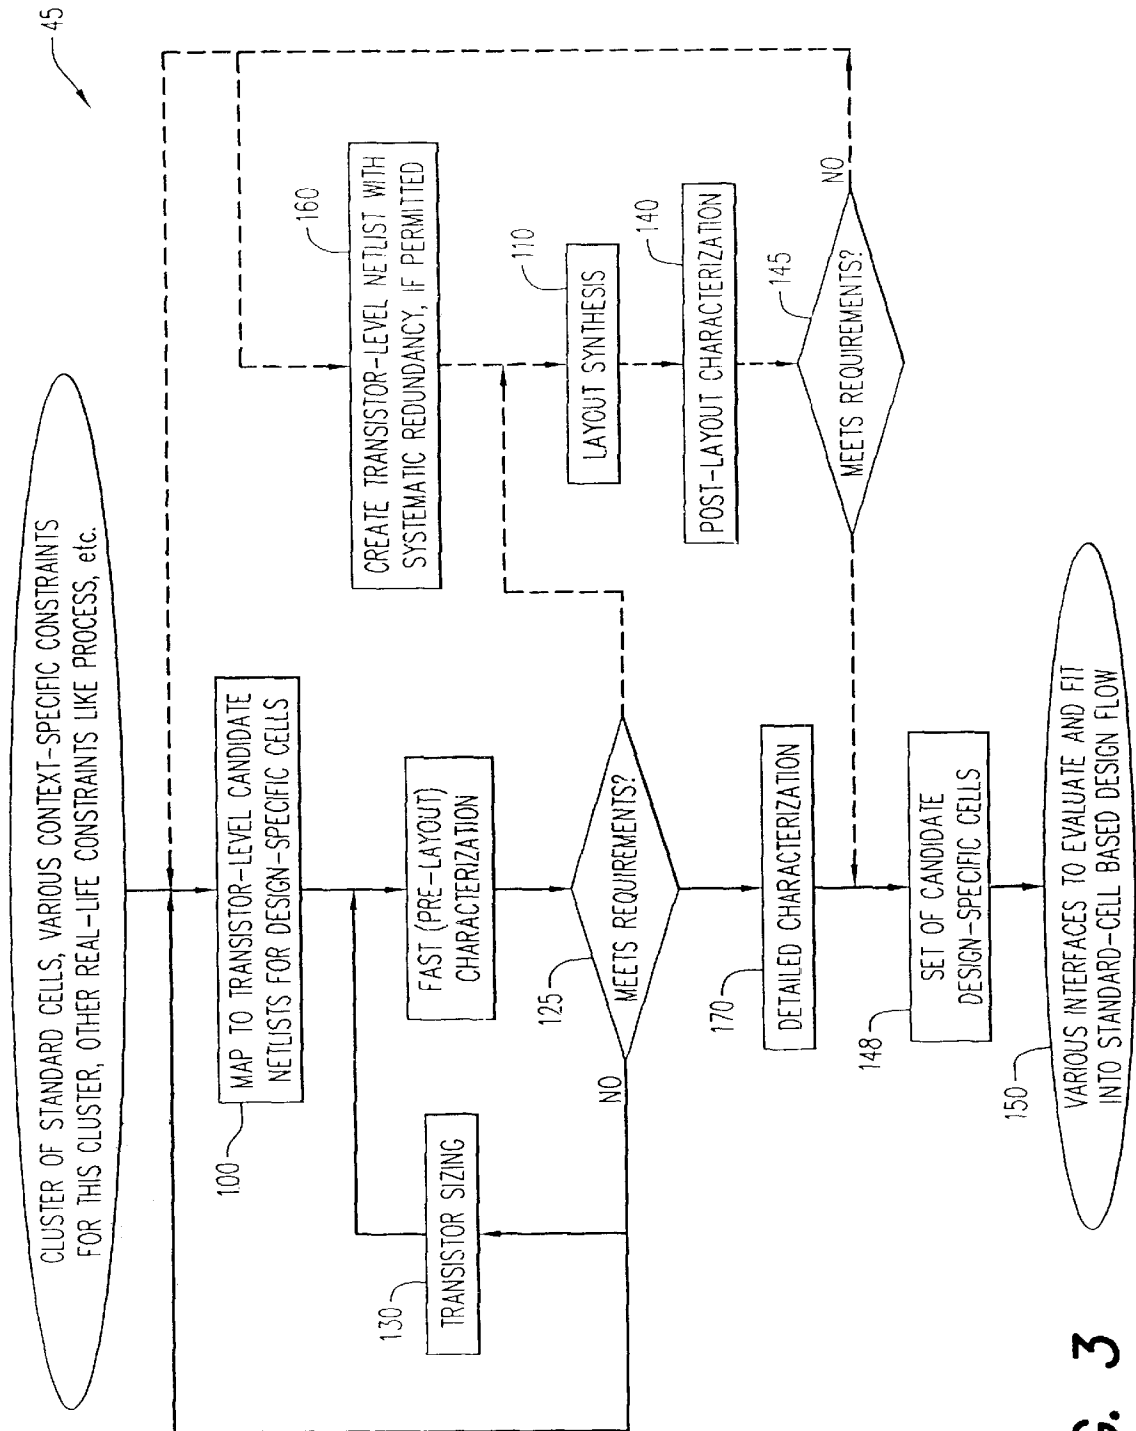 45
CLUSTER OF STANDARD CELLS, VARIOUS CONTEXT-SPECIFIC CONSTRAINTS
FOR THIS CLUSTER, OTHER REAL-LIFE CONSTRAINTS LIKE PROCESS, etc.
100
MAP TO TRANSISTOR-LEVEL CANDIDATE
NETLISTS FOR DESIGN-SPECIFIC CELLS
160
CREATE TRANSISTOR-LEVEL NETLIST WITH
SYSTEMATIC REDUNDANCY, IF PERMITTED
130
TRANSISTOR SIZING
FAST (PRE-LAYOUT)
CHARACTERIZATION
110
LAYOUT SYNTHESIS
125
MEETS REQUIREMENTS?
NO
140
POST-LAYOUT CHARACTERIZATION
170
DETAILED CHARACTERIZATION
145
MEETS REQUIREMENTS?
NO
148
SET OF CANDIDATE
DESIGN-SPECIFIC CELLS
150
VARIOUS INTERFACES TO EVALUATE AND FIT
INTO STANDARD-CELL BASED DESIGN FLOW
G. 3